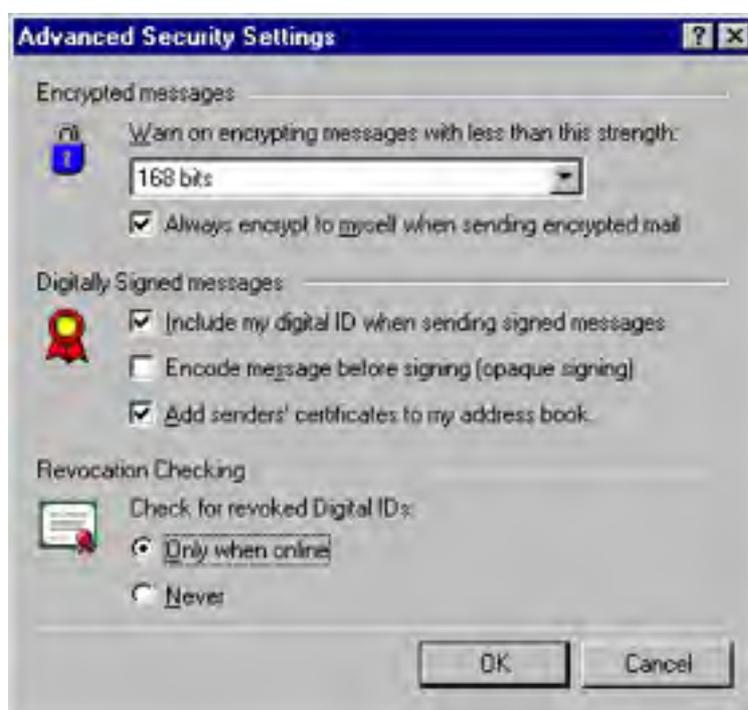 Advanced Security Settings
Encrypted messages
Warn on encrypting messages with less than this strength:
168 bits
Always encrypt to myself when sending encrypted mail
Digitally Signed messages
Include my digital ID when sending signed messages
Encode message before signing (opaque signing)
Add senders' certificates to my address book.
Revocation Checking
Check for revoked Digital IDs:
Only when online
Never
OK
Cancel